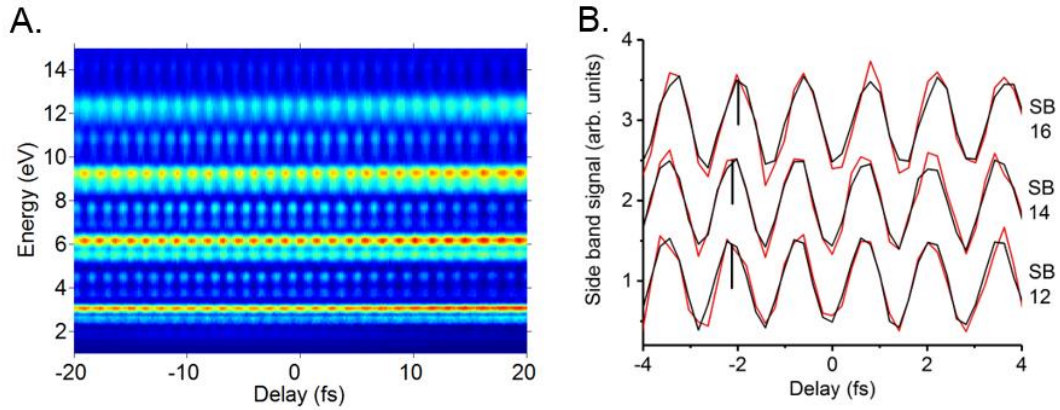 A.
B.
14
12
10
8
6
4
2
Energy (eV)
-20
-10
0
10
20
Delay (fs)
4
3
2
1
Side band signal (arb. units)
SB
16
SB
14
SB
12
-4
-2
0
2
4
Delay (fs)